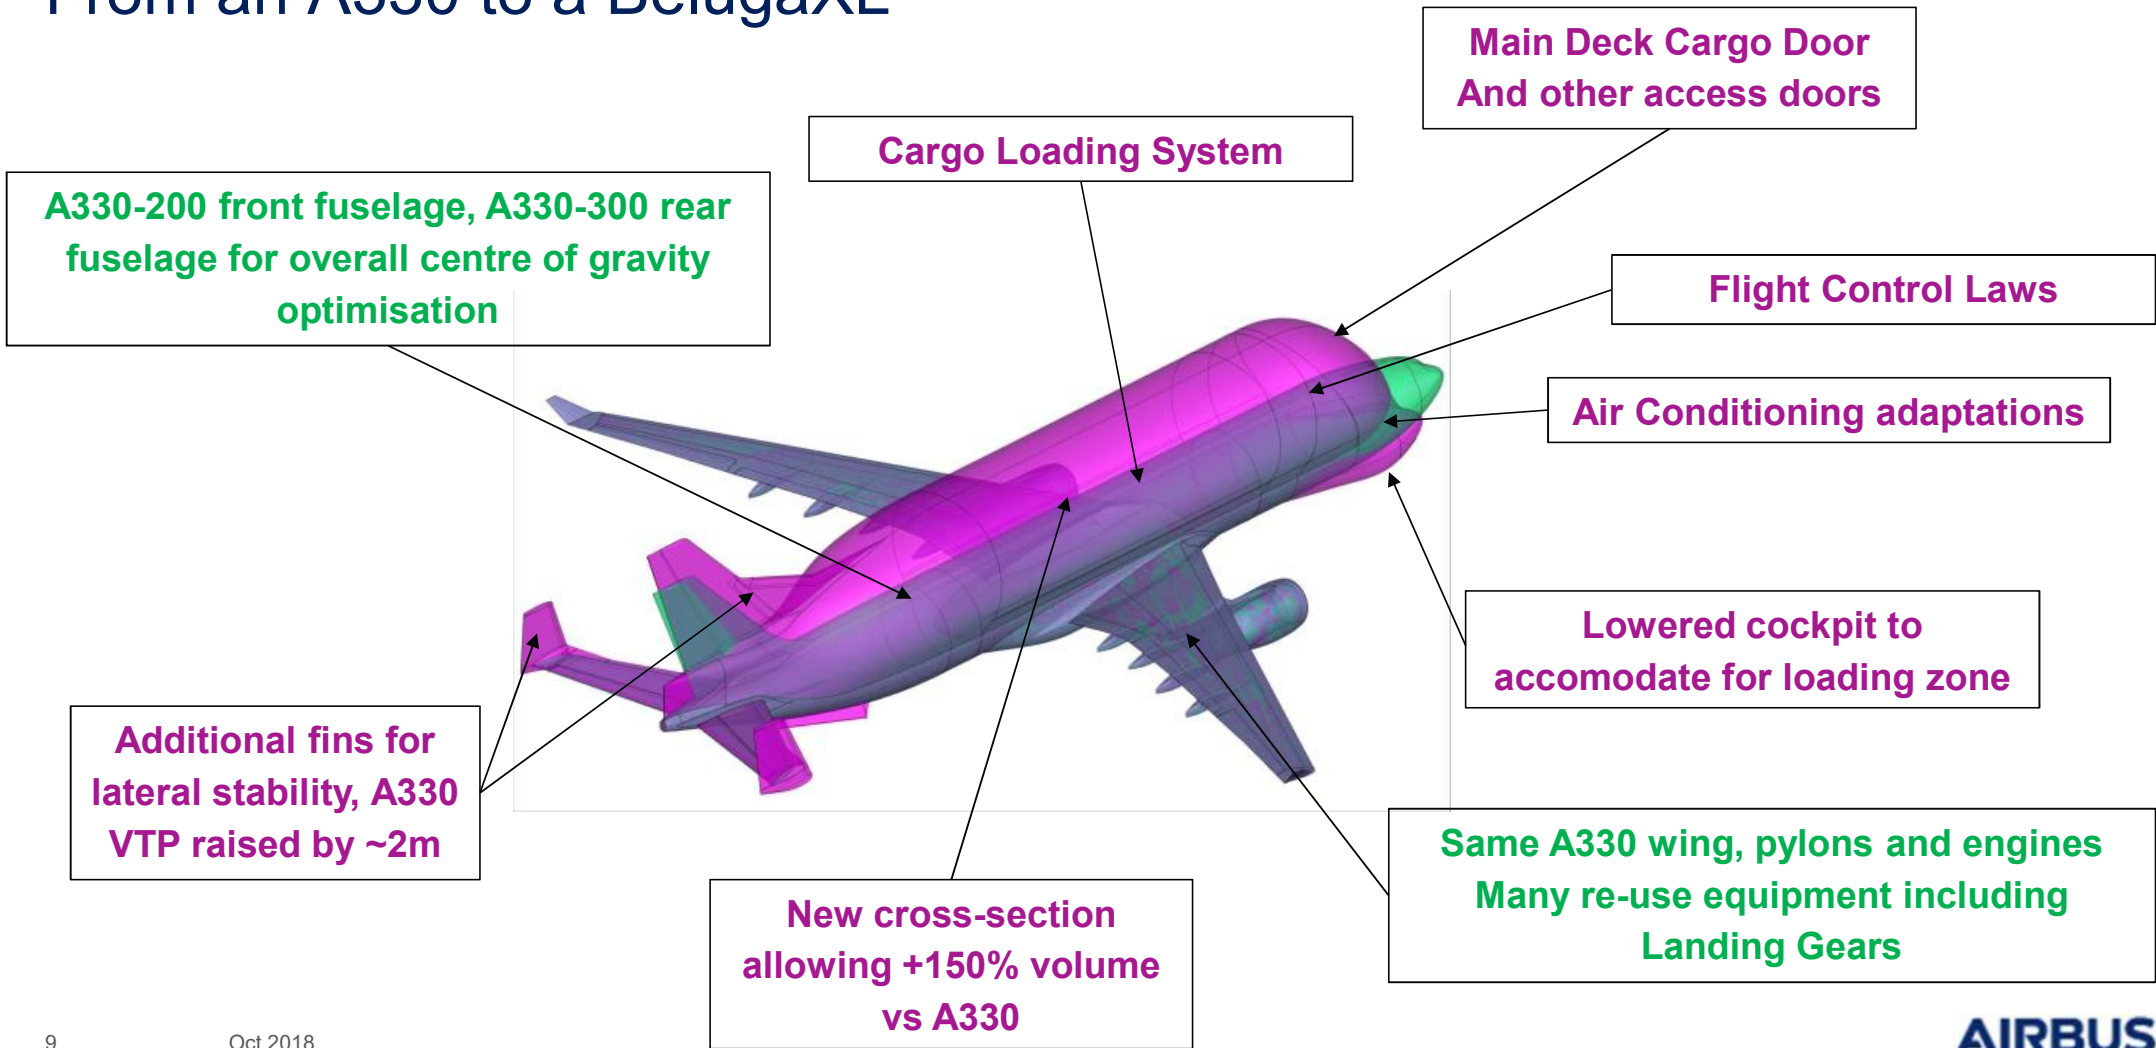 From an A330 to a BelugaXL
Main Deck Cargo Door
And other access doors
Cargo Loading System
A330-200 front fuselage, A330-300 rear
fuselage for overall centre of gravity
optimisation
Flight Control Laws
Air Conditioning adaptations
Lowered cockpit to
accomodate for loading zone
Additional fins for
lateral stability, A330
VTP raised by ~2m
Same A330 wing, pylons and engines
Many re-use equipment including
Landing Gears
New cross-section
allowing +150% volume
vs A330
9
Oct 2018
AIRBUS